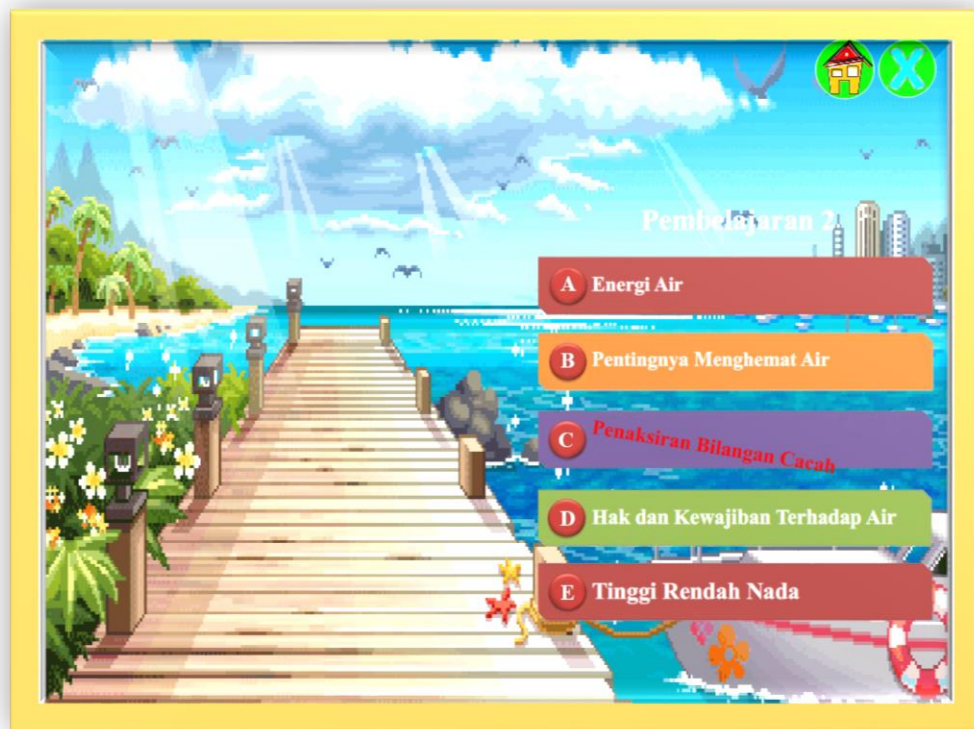 Pembelajaran 2
A Energi Air
B Pentingnya Menghemat Air
C Penaksiran Bilangan Cacah
D Hak dan Kewajiban Terhadap Air
E Tinggi Rendah Nada